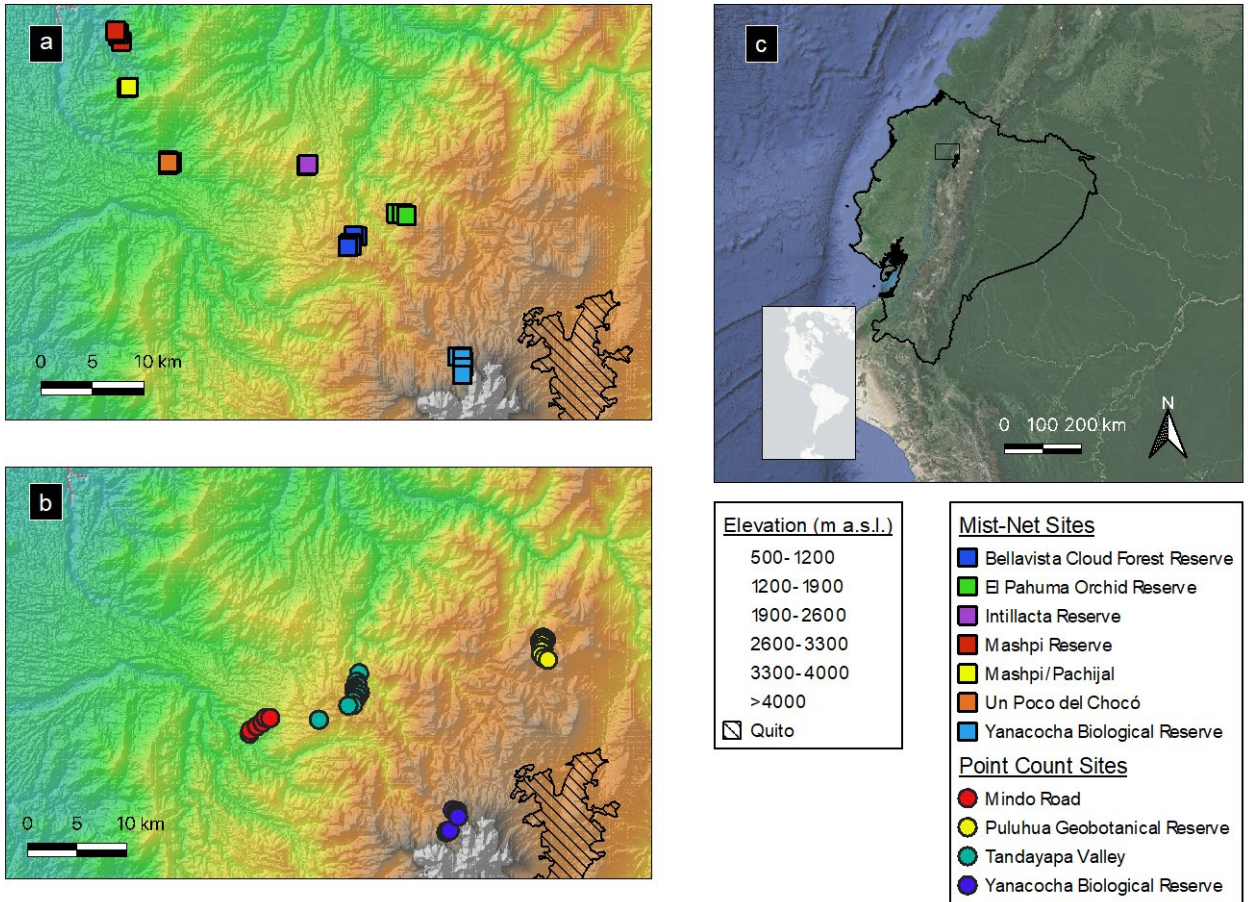 a
0 5 10 km
b
0 5 10 km
c
N
0 100 200 km
Elevation (m a.s.l.)
500-1200
1200-1900
1900-2600
2600-3300
3300-4000
>4000
Quito
Mist-Net Sites
Bellavista Cloud Forest Reserve
El Pahuma Orchid Reserve
Intillacta Reserve
Mashpi Reserve
Mashpi/Pachijal
Un Poco del Chocó
Yanacocha Biological Reserve
Point Count Sites
Mindo Road
Puluhua Geobotanical Reserve
Tandayapa Valley
Yanacocha Biological Reserve